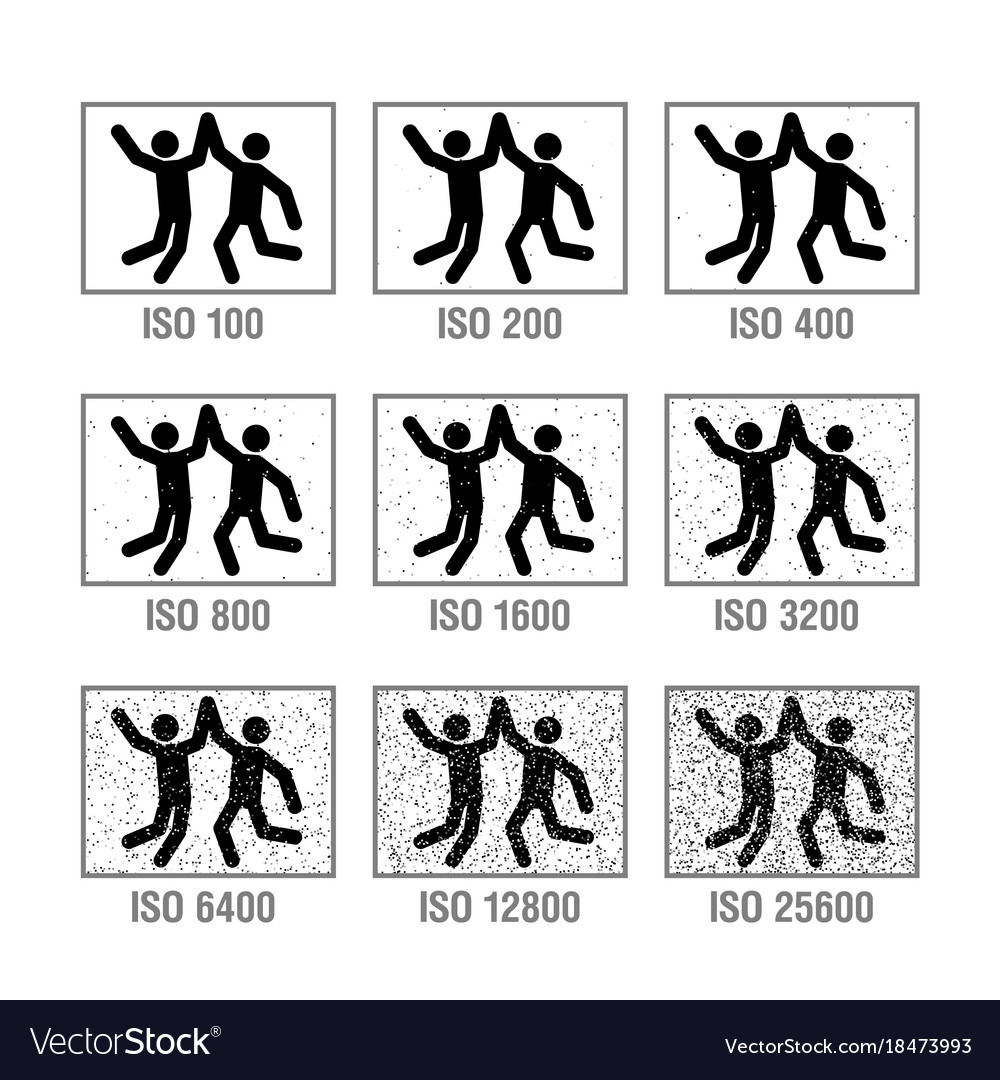 ISO 100
ISO 200
ISO 400
ISO 800
ISO 1600
ISO 3200
ISO 6400
ISO 12800
ISO 25600
VectorStock®
VectorStock.com/18473993